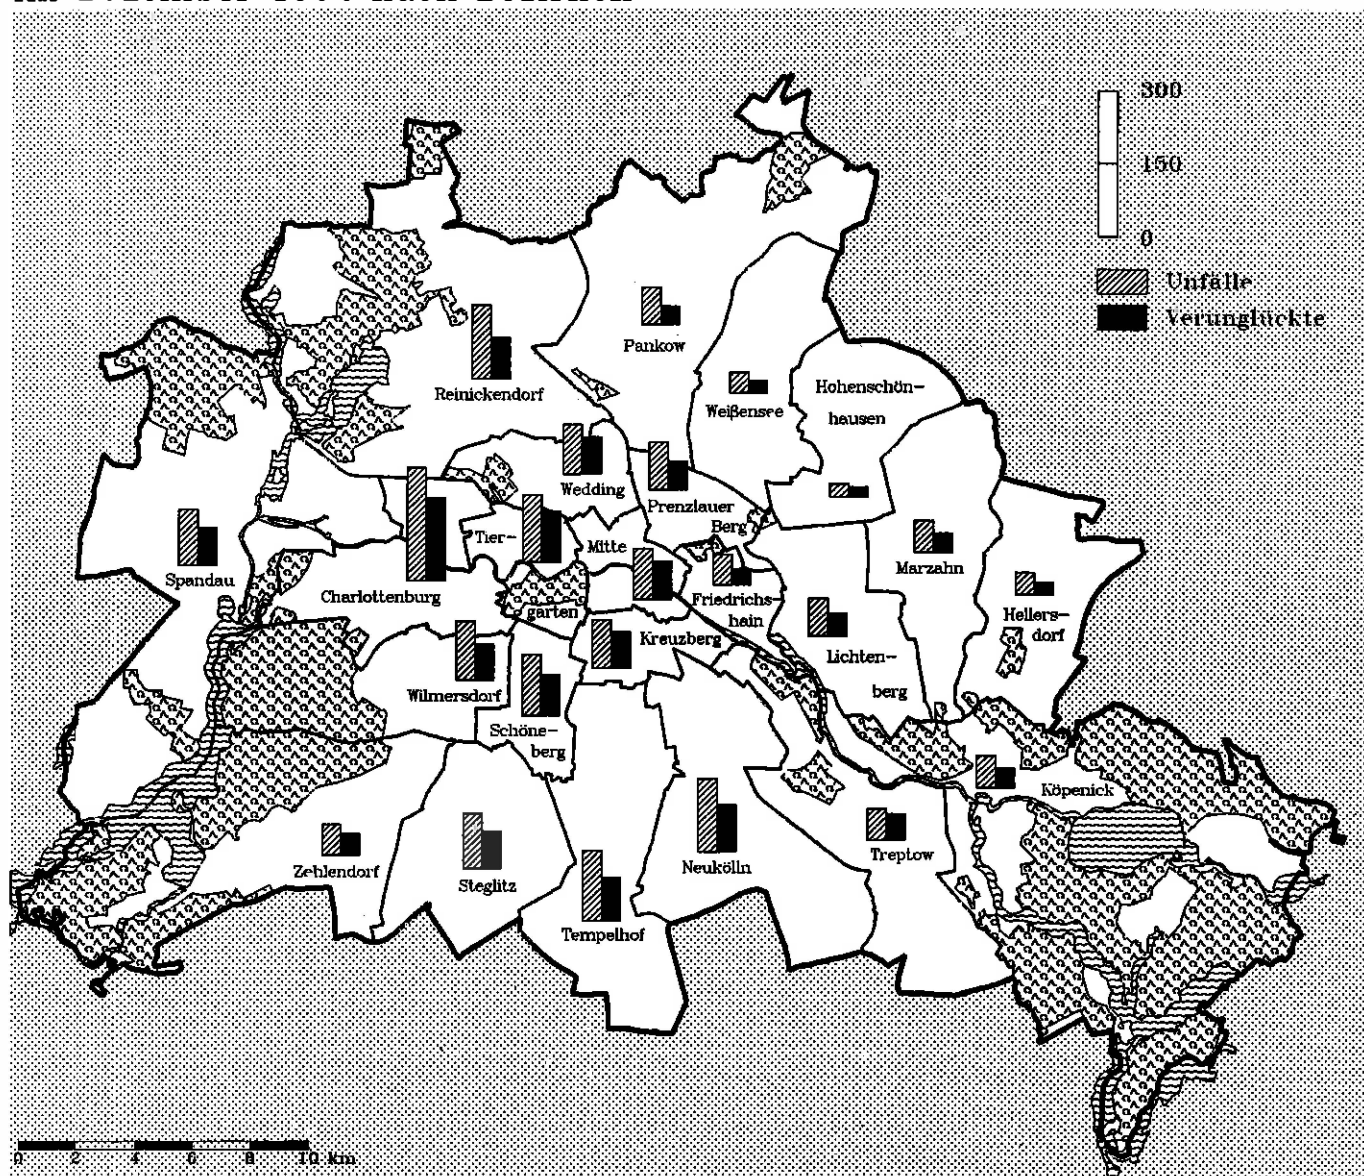 300
150
0
Unfälle
Verunglückte
Pankow
Reinickendorf
Weißensee
Hohenschön-
hausen
Wedding
Prenzlauer
Berg
Tier-
garten
Mitte
Spandau
Charlottenburg
Marzahn
Friedrichs-
hain
Hellers-
dorf
Kreuzberg
Lichten-
berg
Wilmersdorf
Schöne-
berg
Köpenick
Zehlendorf
Steglitz
Neukölln
Treptow
Tempelhof
0 2 4 6 8 10 km